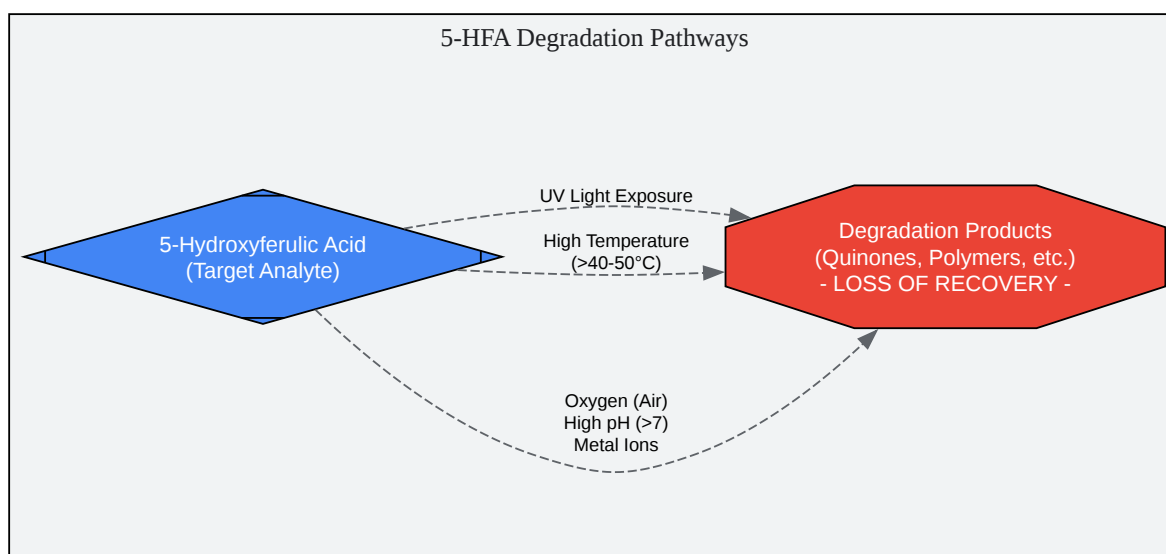 5-HFA Degradation Pathways
UV Light Exposure
High Temperature
(>40-50°C)
5-Hydroxyferulic Acid
(Target Analyte)
Degradation Products
(Quinones, Polymers, etc.)
- LOSS OF RECOVERY -
Oxygen (Air)
High pH (>7)
Metal Ions